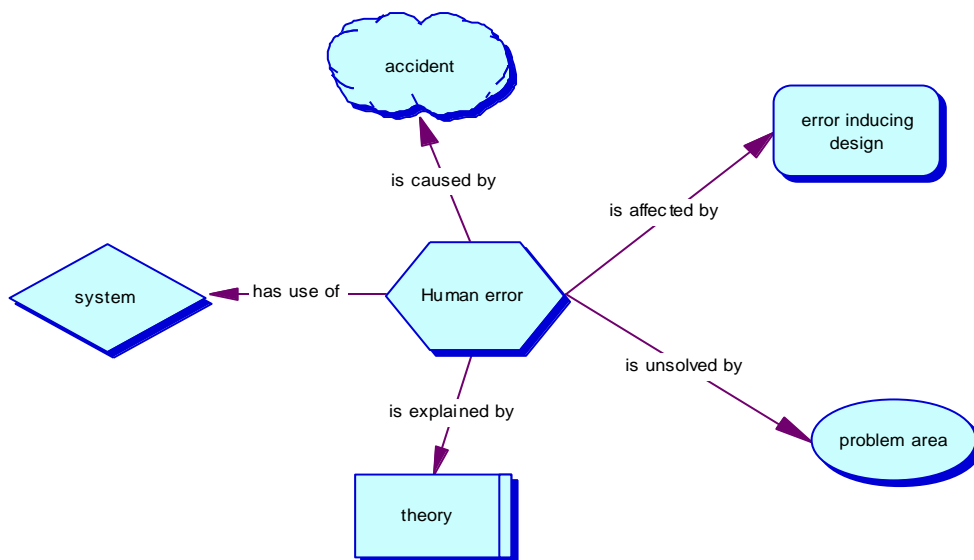 accident
error inducing
design
is caused by
is affected by
system
has use of
Human error
is unsolved by
is explained by
problem area
theory